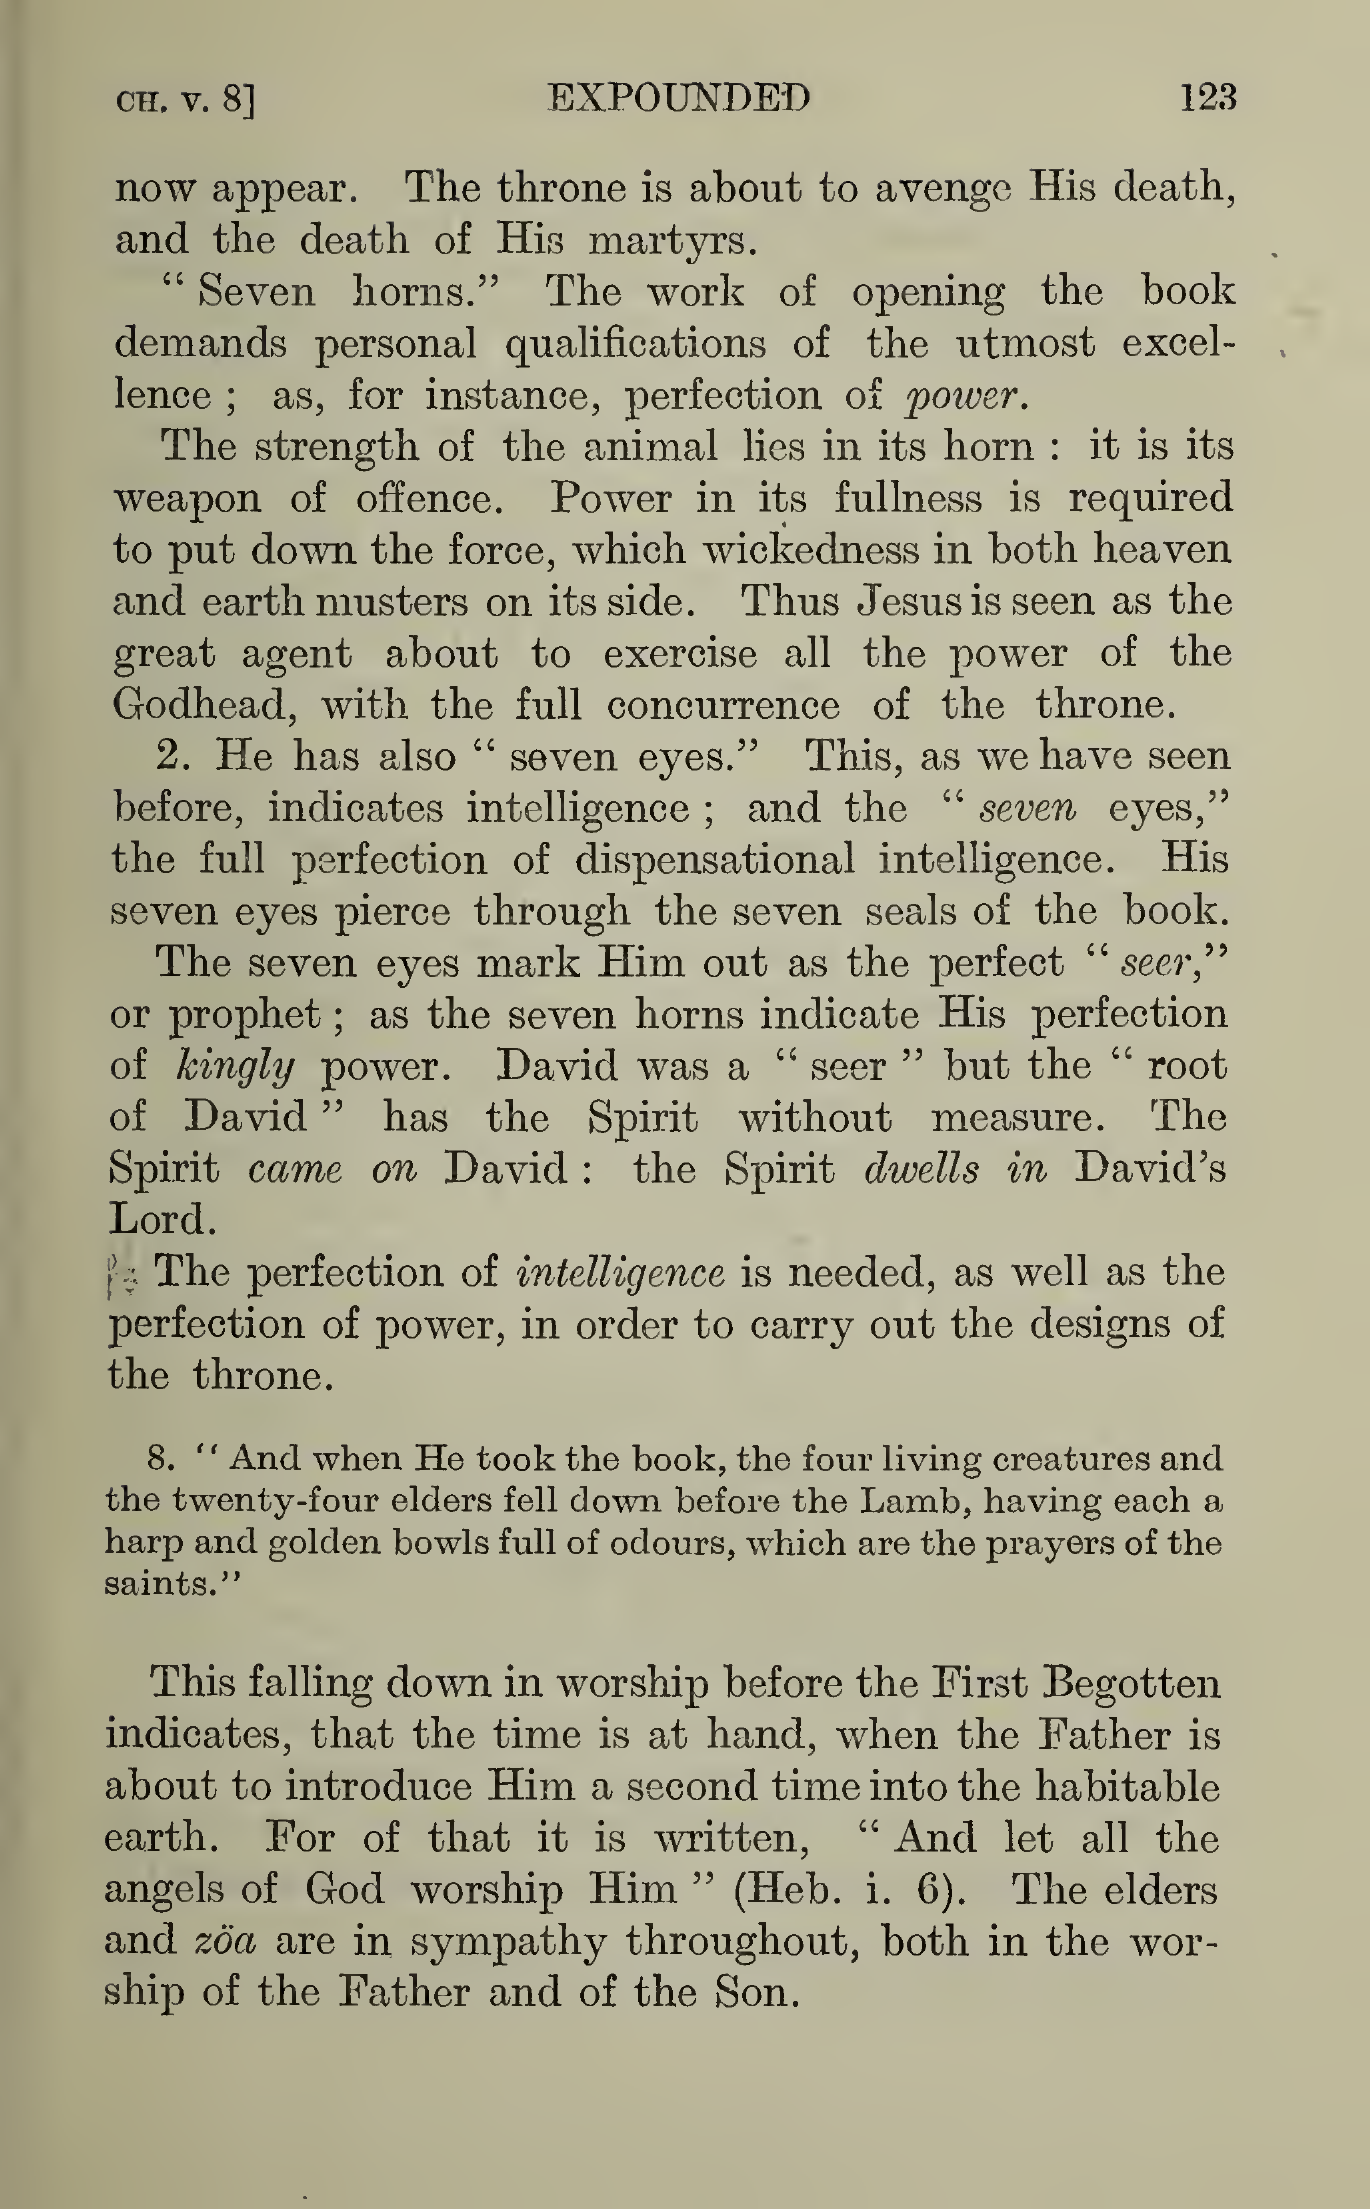 CH. V. 8] EXPOUNDED 123
now appear. The throne is about to avenge His death,
and the death of His martyrs.
“ Seven horns.” The work of opening the book
demands personal qualifications of the utmost excel-
lence ; as, for instance, perfection of power.
The strength of the animal lies in its horn : it is its
weapon of offence. Power in its fullness is required
to put down the force, which wickedness in both heaven
and earth musters on its side. Thus Jesus is seen as the
great agent about to exercise all the power of the
Godhead, with the full concurrence of the throne.
2. He has also “ seven eyes.” This, as we have seen
before, indicates intelligence ; and the “ seven eyes,”
the full perfection of dispensational intelligence. His
seven eyes pierce through the seven seals of the book.
The seven eyes mark Him out as the perfect “ seer,”
or prophet ; as the seven horns indicate His perfection
of kingly power. David was a “ seer ” but the “ root
of David ” has the Spirit without measure. The
Spirit came on David : the Spirit dwells in David’s
Lord.
The perfection of intelligence is needed, as well as the
perfection of power, in order to carry out the designs of
the throne.
8. “ And when He took the book, the four living creatures and
the twenty-four elders fell down before the Lamb, having each a
harp and golden bowls full of odours, which are the prayers of the
saints.”
This falling down in worship before the First Begotten
indicates, that the time is at hand, when the Father is
about to introduce Him a second time into the habitable
earth. For of that it is written, “ And let all the
angels of God worship Him ” (Heb. i. 6). The elders
and zöa are in sympathy throughout, both in the wor-
ship of the Father and of the Son.